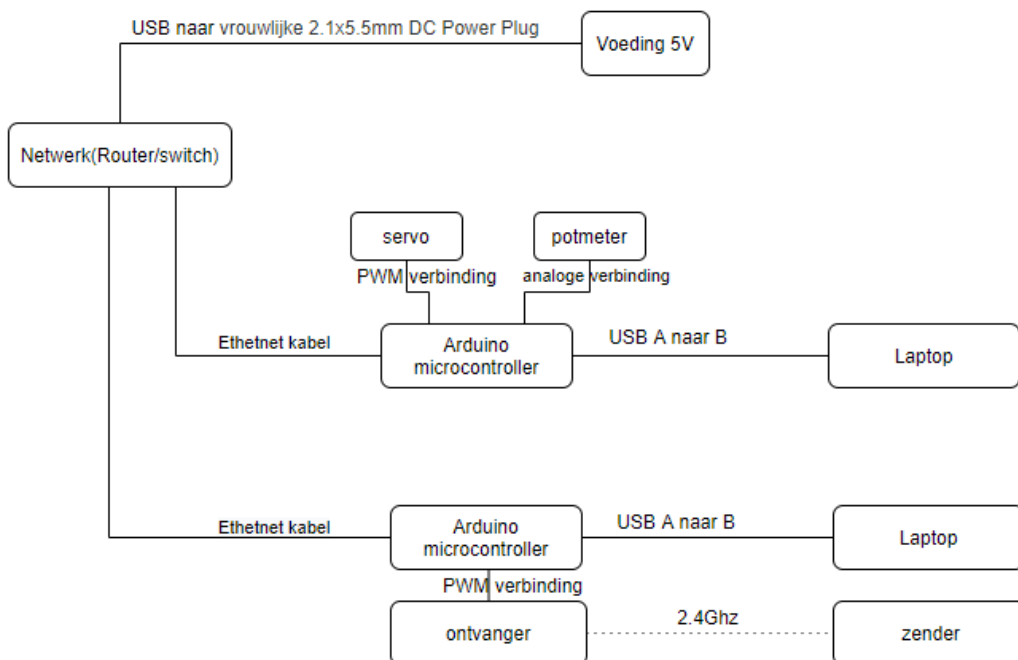 USB naar vrouwlijke 2.1x5.5mm DC Power Plug
Voeding 5V
Netwerk(Router/switch)
servo
potmeter
PWM verbinding
analoge verbinding
Ethetnet kabel
Arduino
microcontroller
USB A naar B
Laptop
Ethetnet kabel
Arduino
microcontroller
USB A naar B
Laptop
PWM verbinding
ontvanger
2.4Ghz
zender